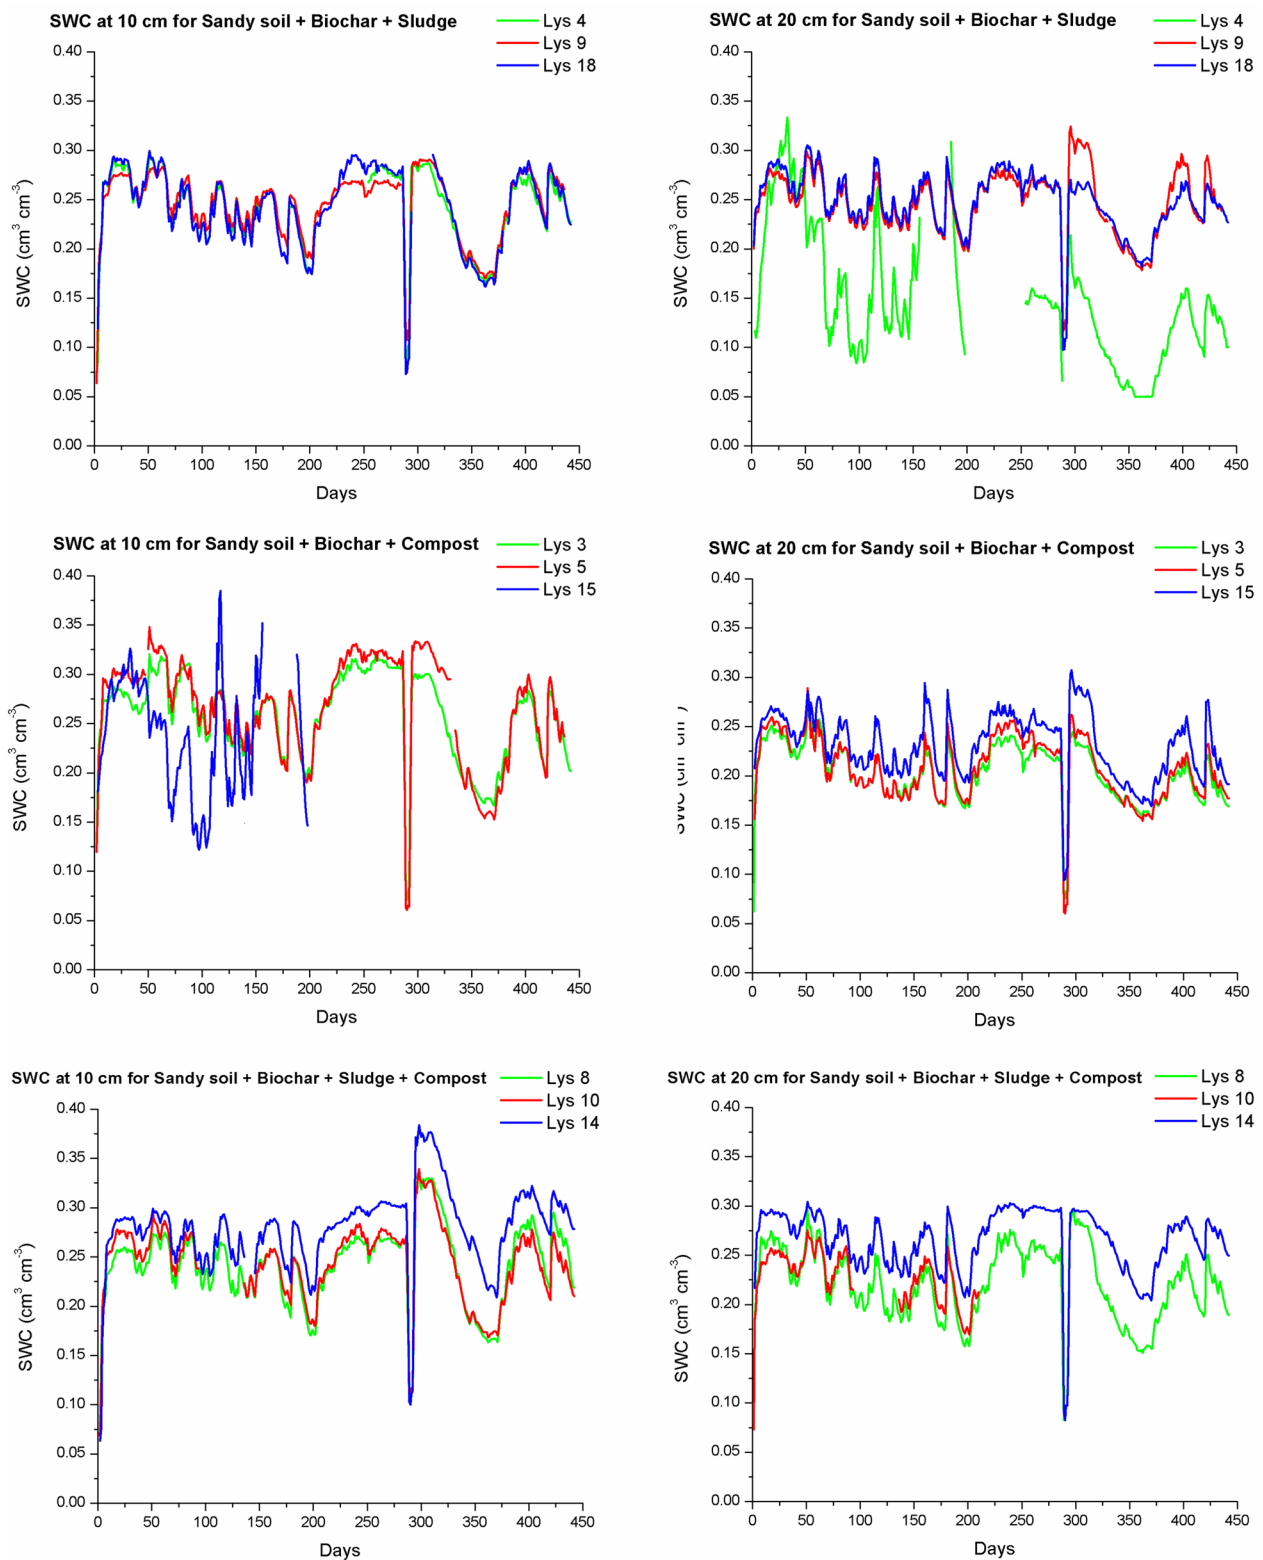 SWC at 10 cm for Sandy soil + Biochar + Sludge
Lys 4
Lys 9
Lys 18
0.40
0.35
0.30
0.25
0.20
0.15
0.10
0.05
0.00
SWC (cm³ cm⁻³)
0 50 100 150 200 250 300 350 400 450
Days
SWC at 20 cm for Sandy soil + Biochar + Sludge
Lys 4
Lys 9
Lys 18
0.40
0.35
0.30
0.25
0.20
0.15
0.10
0.05
0.00
SWC (cm³ cm⁻³)
0 50 100 150 200 250 300 350 400 450
Days
SWC at 10 cm for Sandy soil + Biochar + Compost
Lys 3
Lys 5
Lys 15
0.40
0.35
0.30
0.25
0.20
0.15
0.10
0.05
0.00
SWC (cm³ cm⁻³)
0 50 100 150 200 250 300 350 400 450
Days
SWC at 20 cm for Sandy soil + Biochar + Compost
Lys 3
Lys 5
Lys 15
0.40
0.35
0.30
0.25
0.20
0.15
0.10
0.05
0.00
0 50 100 150 200 250 300 350 400 450
Days
SWC at 10 cm for Sandy soil + Biochar + Sludge + Compost
Lys 8
Lys 10
Lys 14
0.40
0.35
0.30
0.25
0.20
0.15
0.10
0.05
0.00
SWC (cm³ cm⁻³)
0 50 100 150 200 250 300 350 400 450
Days
SWC at 20 cm for Sandy soil + Biochar + Sludge + Compost
Lys 8
Lys 10
Lys 14
0.40
0.35
0.30
0.25
0.20
0.15
0.10
0.05
0.00
SWC (cm³ cm⁻³)
0 50 100 150 200 250 300 350 400 450
Days